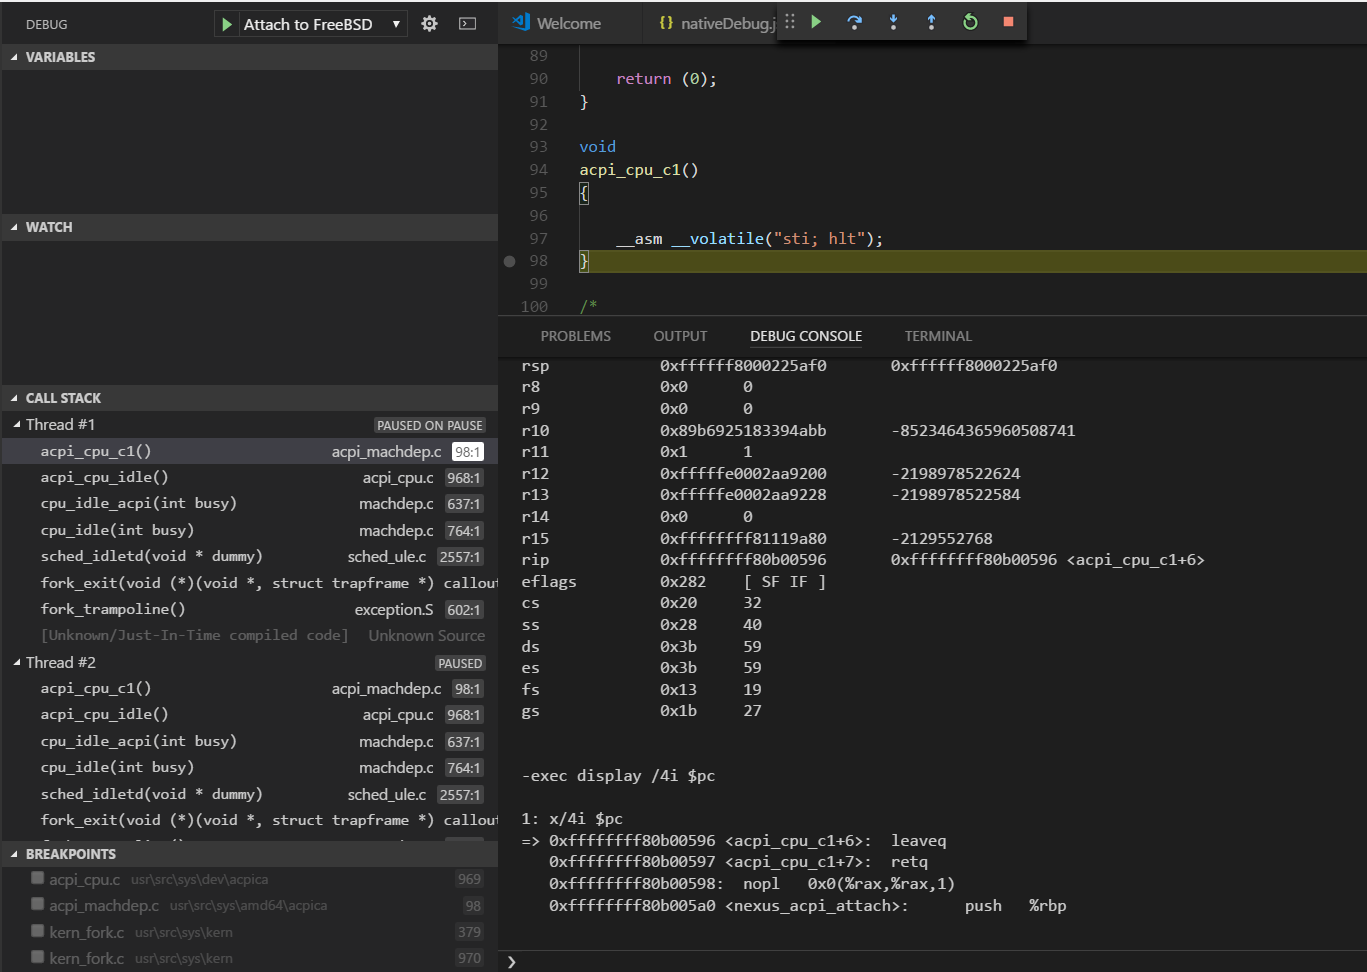 DEBUG
Attach to FreeBSD
VARIABLES
WATCH
CALL STACK
Thread #1 PAUSED ON PAUSE
acpi_cpu_c1() acpi_machdep.c 98:1
acpi_cpu_idle() acpi_cpu.c 968:1
cpu_idle_acpi(int busy) machdep.c 637:1
cpu_idle(int busy) machdep.c 764:1
sched_idletd(void * dummy) sched_ule.c 2557:1
fork_exit(void (*)(void *, struct trapframe *) callou
fork_trampoline() exception.S 602:1
[Unknown/Just-In-Time compiled code] Unknown Source
Thread #2 PAUSED
acpi_cpu_c1() acpi_machdep.c 98:1
acpi_cpu_idle() acpi_cpu.c 968:1
cpu_idle_acpi(int busy) machdep.c 637:1
cpu_idle(int busy) machdep.c 764:1
sched_idletd(void * dummy) sched_ule.c 2557:1
fork_exit(void (*)(void *, struct trapframe *) callou
BREAKPOINTS
acpi_cpu.c usr\src\sys\dev\acpica 969
acpi_machdep.c usr\src\sys\amd64\acpica 98
kern_fork.c usr\src\sys\kern 379
kern_fork.c usr\src\sys\kern 970
Welcome {} nativeDebug.j
89
90 return (0);
91 }
92
93 void
94 acpi_cpu_c1()
95 {
96
97 __asm __volatile("sti; hlt");
98 }
99
100 /*
PROBLEMS OUTPUT DEBUG CONSOLE TERMINAL
rsp 0xffffff8000225af0 0xffffff8000225af0
r8 0x0 0
r9 0x0 0
r10 0x89b6925183394abb -8523464365960508741
r11 0x1 1
r12 0xfffffe0002aa9200 -2198978522624
r13 0xfffffe0002aa9228 -2198978522584
r14 0x0 0
r15 0xffffffff81119a80 -2129552768
rip 0xffffffff80b00596 0xffffffff80b00596 <acpi_cpu_c1+6>
eflags 0x282 [ SF IF ]
cs 0x20 32
ss 0x28 40
ds 0x3b 59
es 0x3b 59
fs 0x13 19
gs 0x1b 27
-exec display /4i $pc
1: x/4i $pc
=> 0xffffffff80b00596 <acpi_cpu_c1+6>: leaveq
0xffffffff80b00597 <acpi_cpu_c1+7>: retq
0xffffffff80b00598: nopl 0x0(%rax,%rax,1)
0xffffffff80b005a0 <nexus_acpi_attach>: push %rbp